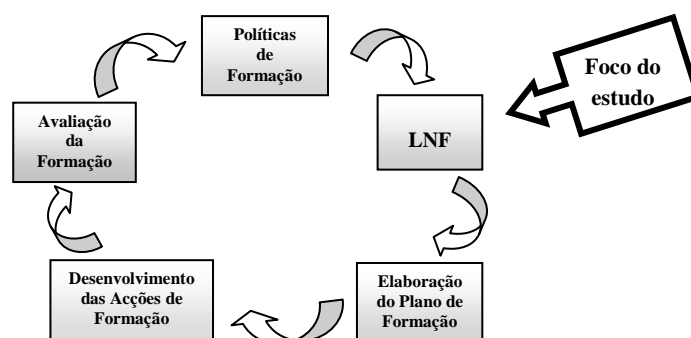 Políticas
de
Formação
Foco do
estudo
LNF
Elaboração
do Plano de
Formação
Desenvolvimento
das Acções de
Formação
Avaliação
da
Formação